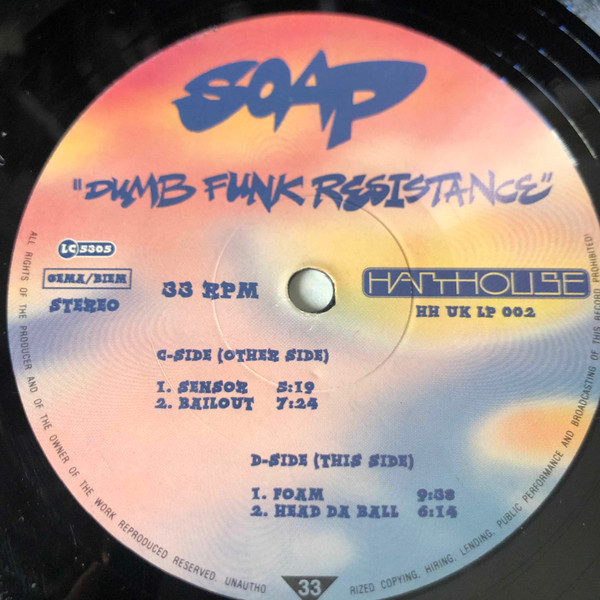 SOAP
"DUMB FUNK RESISTANCE"
LC 5305
GEMA/BIEM
STEREO
33 RPM
HARTHOUSE
HH UK LP 002
C-SIDE (OTHER SIDE)
1. SENSOR 5:19
2. BAILOUT 7:24
D-SIDE (THIS SIDE)
1. FOAM 9:38
2. HEAD DA BALL 6:14
ALL RIGHTS OF THE PRODUCER AND OF THE OWNER OF THE WORK REPRODUCED RESERVED. UNAUTHO
33
RIZED COPYING, HIRING, LENDING, PUBLIC PERFORMANCE AND BROADCASTING OF THIS RECORD PROHIBITED!